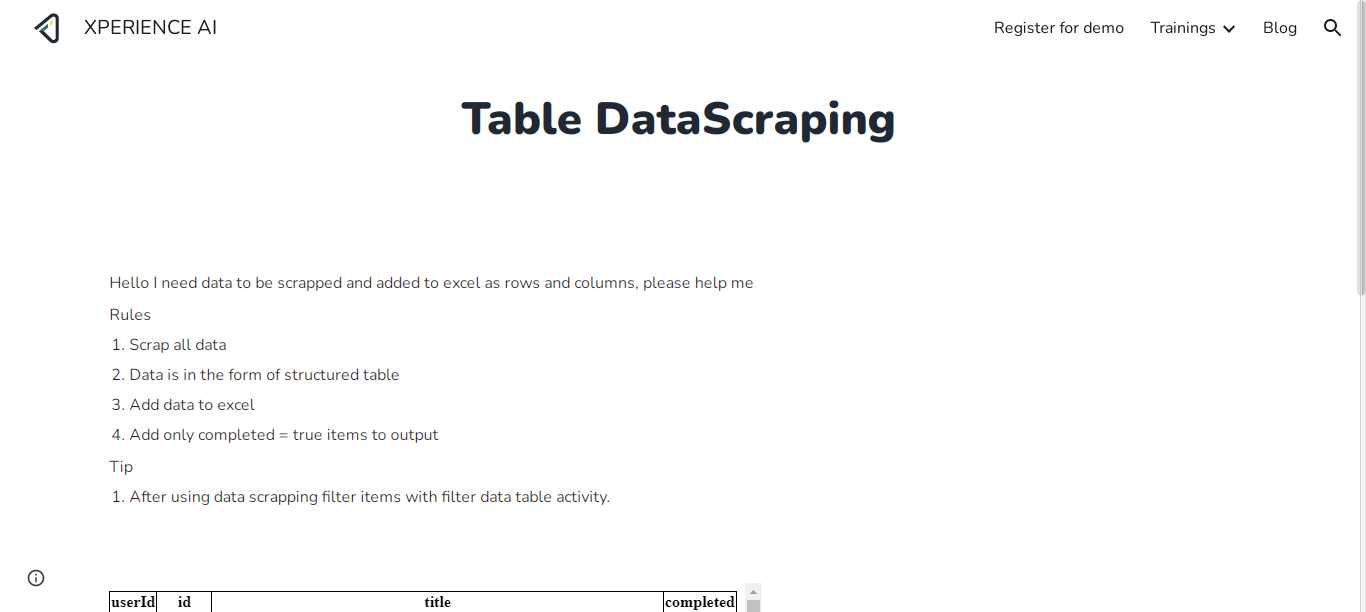 XPERIENCE AI
Register for demo Trainings Blog
Table DataScraping
Hello I need data to be scrapped and added to excel as rows and columns, please help me
Rules
1. Scrap all data
2. Data is in the form of structured table
3. Add data to excel
4. Add only completed = true items to output
Tip
1. After using data scrapping filter items with filter data table activity.
userId id title completed